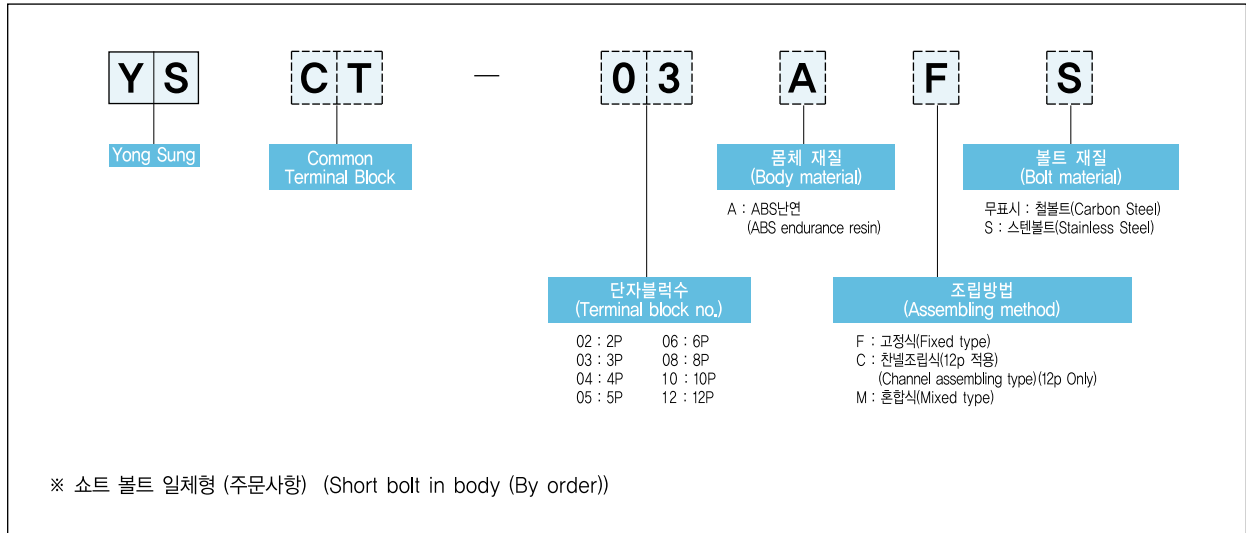 YS CT - 03 A F S
Yong Sung
Common
Terminal Block
몸체 재질
(Body material)
A : ABS난연
(ABS endurance resin)
볼트 재질
(Bolt material)
무표시 : 철볼트(Carbon Steel)
S : 스텐볼트(Stainless Steel)
단자블럭수
(Terminal block no.)
02 : 2P 06 : 6P
03 : 3P 08 : 8P
04 : 4P 10 : 10P
05 : 5P 12 : 12P
조립방법
(Assembling method)
F : 고정식(Fixed type)
C : 찬넬조립식(12p 적용)
(Channel assembling type)(12p Only)
M : 혼합식(Mixed type)
※ 쇼트 볼트 일체형 (주문사항) (Short bolt in body (By order))